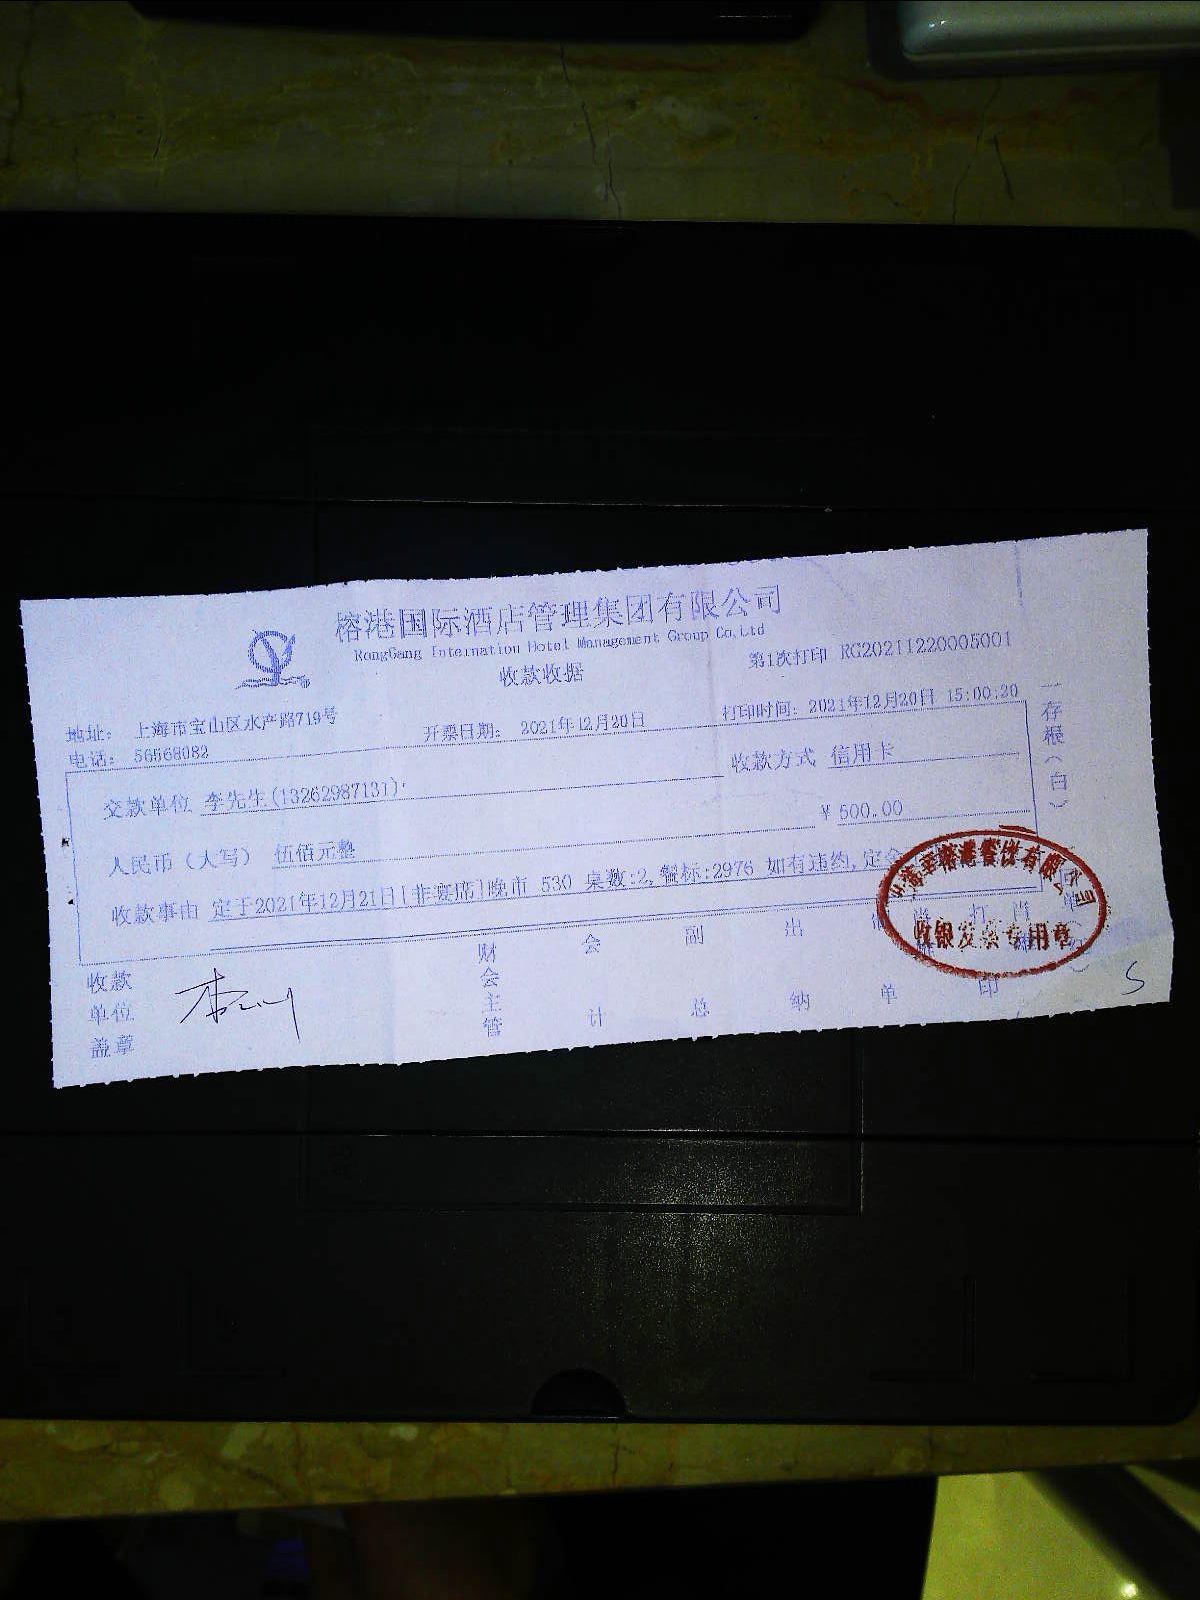 榕港国际酒店管理集团有限公司
RongGang Internation Hotel Management Group Co,Ltd
收款收据
第1次打印 RG20211220005001
地址: 上海市宝山区水产路719号
电话: 56568082
开票日期: 2021年12月20日
打印时间: 2021年12月20日 15:00:20
交款单位 李先生(13262987131)
收款方式 信用卡
人民币（大写） 伍佰元整
¥ 500.00
收款事由 定于2021年12月21日[非宴席]晚市 530 桌数:2,餐标:2976 如有违约,定金
收款单位盖章
财会主管
会计
副总
出纳
单
打印
存根（白）
有限公司
收银发票专用章
S